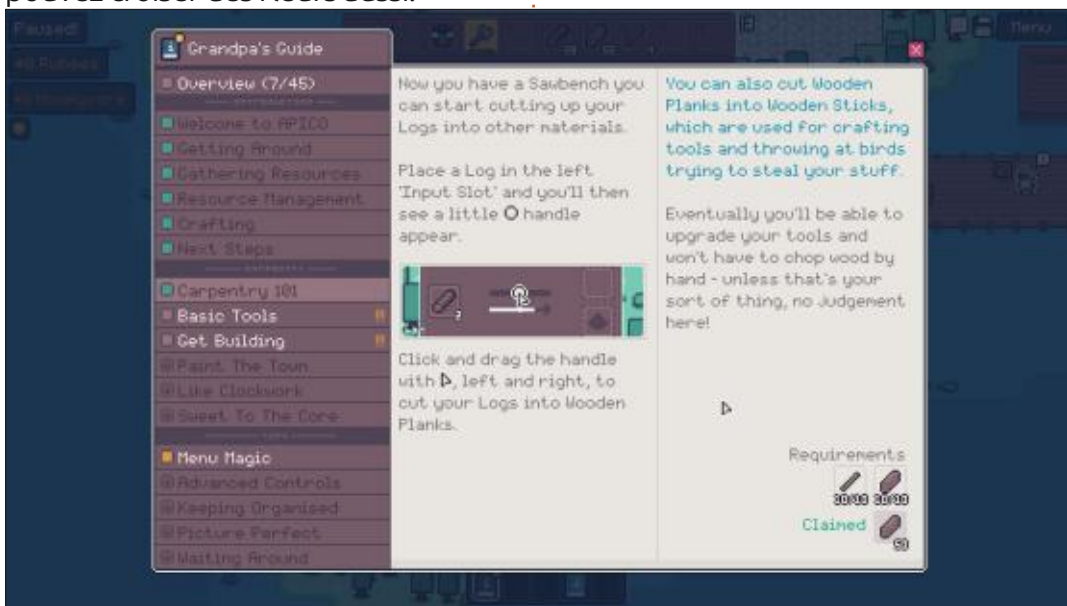 Paused!
Menu
Grandpa's Guide
Overview (7/45)
Welcome to APICO
Getting Around
Gathering Resources
Resource Management
Crafting
Next Steps
Carpentry 101
Basic Tools
Get Building
Paint The Town
Like Clockwork
Sweet To The Core
Menu Magic
Advanced Controls
Keeping Organised
Picture Perfect
Waiting Around
Now you have a Sawbench you
can start cutting up your
Logs into other materials.
Place a Log in the left
'Input Slot' and you'll then
see a little O handle
appear.
2
Click and drag the handle
with, left and right, to
cut your Logs into Wooden
Planks.
You can also cut Wooden
Planks into Wooden Sticks,
which are used for crafting
tools and throwing at birds
trying to steal your stuff.
Eventually you'll be able to
upgrade your tools and
won't have to chop wood by
hand - unless that's your
sort of thing, no judgement
here!
Requirements
Claimed